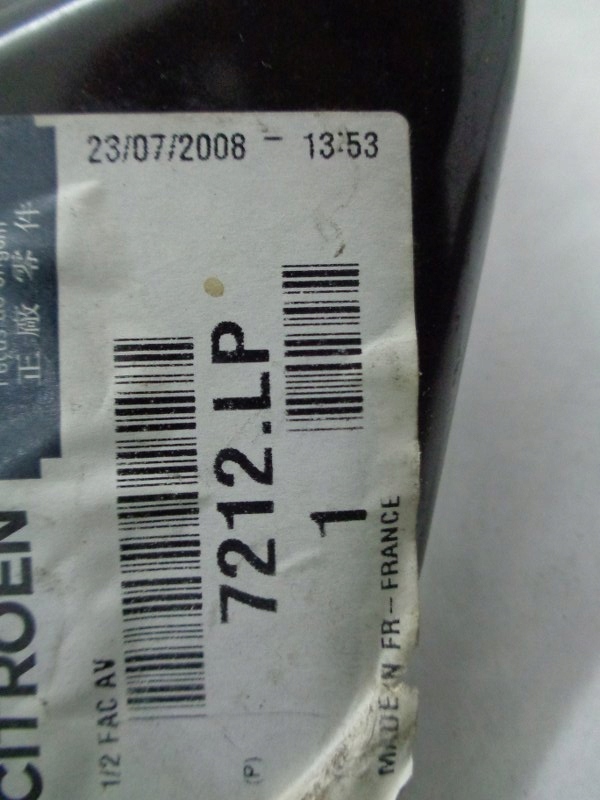 23/07/2008 - 13:53
正廠零件
CITROËN
1/2 FAC AV
7212.LP
(P)
1
MADE IN FR-FRANCE